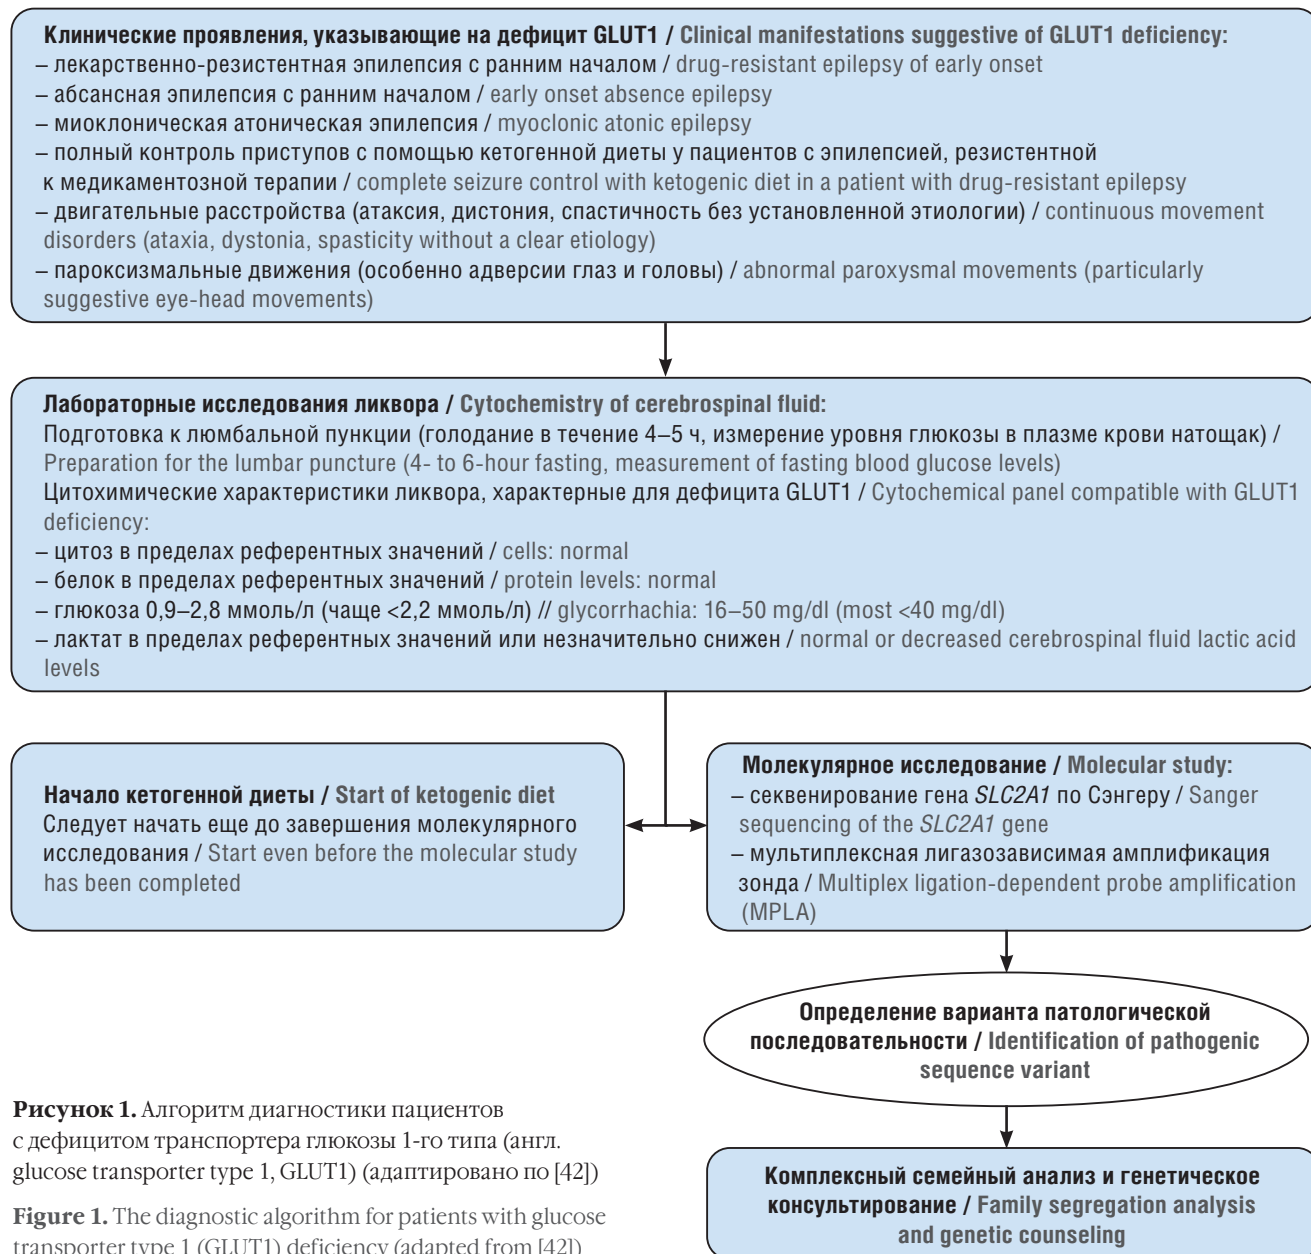 Клинические проявления, указывающие на дефицит GLUT1 / Clinical manifestations suggestive of GLUT1 deficiency:
– лекарственно-резистентная эпилепсия с ранним началом / drug-resistant epilepsy of early onset
– абсансная эпилепсия с ранним началом / early onset absence epilepsy
– миоклоническая атоническая эпилепсия / myoclonic atonic epilepsy
– полный контроль приступов с помощью кетогенной диеты у пациентов с эпилепсией, резистентной
к медикаментозной терапии / complete seizure control with ketogenic diet in a patient with drug-resistant epilepsy
– двигательные расстройства (атаксия, дистония, спастичность без установленной этиологии) / continuous movement
disorders (ataxia, dystonia, spasticity without a clear etiology)
– пароксизмальные движения (особенно адверсии глаз и головы) / abnormal paroxysmal movements (particularly
suggestive eye-head movements)
Лабораторные исследования ликвора / Cytochemistry of cerebrospinal fluid:
Подготовка к люмбальной пункции (голодание в течение 4–5 ч, измерение уровня глюкозы в плазме крови натощак) /
Preparation for the lumbar puncture (4- to 6-hour fasting, measurement of fasting blood glucose levels)
Цитохимические характеристики ликвора, характерные для дефицита GLUT1 / Cytochemical panel compatible with GLUT1
deficiency:
– цитоз в пределах референтных значений / cells: normal
– белок в пределах референтных значений / protein levels: normal
– глюкоза 0,9–2,8 ммоль/л (чаще <2,2 ммоль/л) // glycorrhachia: 16–50 mg/dl (most <40 mg/dl)
– лактат в пределах референтных значений или незначительно снижен / normal or decreased cerebrospinal fluid lactic acid
levels
Начало кетогенной диеты / Start of ketogenic diet
Следует начать еще до завершения молекулярного
исследования / Start even before the molecular study
has been completed
Молекулярное исследование / Molecular study:
– секвенирование гена SLC2A1 по Сэнгеру / Sanger
sequencing of the SLC2A1 gene
– мультиплексная лигазозависимая амплификация
зонда / Multiplex ligation-dependent probe amplification
(MPLA)
Определение варианта патологической
последовательности / Identification of pathogenic
sequence variant
Комплексный семейный анализ и генетическое
консультирование / Family segregation analysis
and genetic counseling
Рисунок 1. Алгоритм диагностики пациентов
с дефицитом транспортера глюкозы 1-го типа (англ.
glucose transporter type 1, GLUT1) (адаптировано по [42])
Figure 1. The diagnostic algorithm for patients with glucose
transporter type 1 (GLUT1) deficiency (adapted from [42])